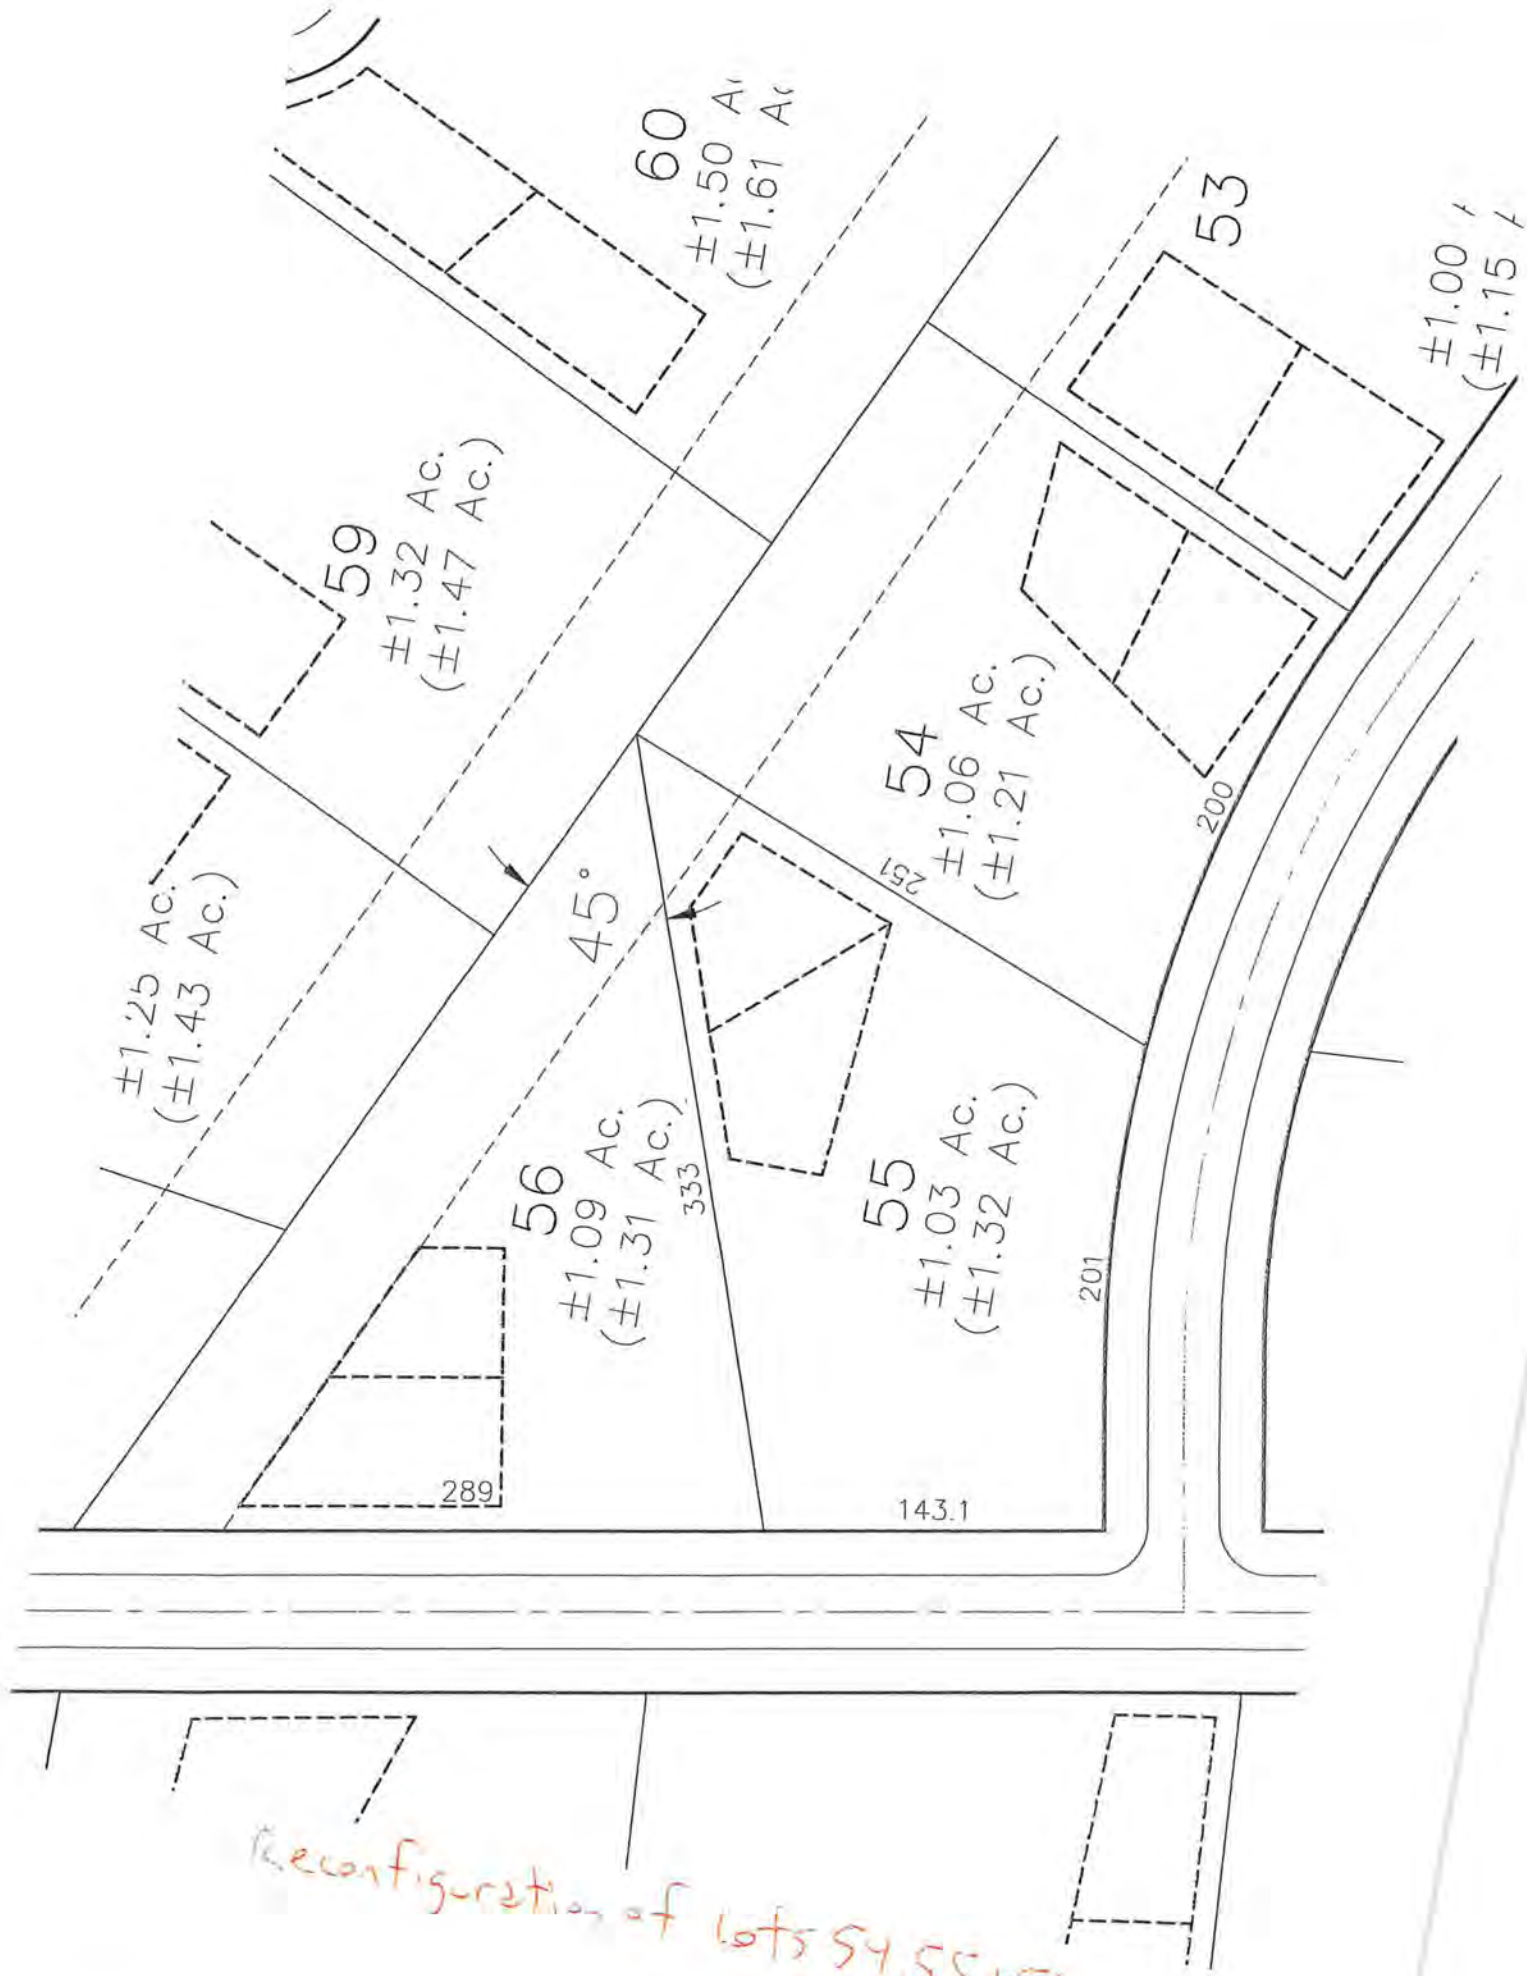 60
±1.50
(±1.61
53
±1.00
(±1.15
59
±1.32 Ac.
(±1.47 Ac.)
±1.25 Ac.
(±1.43 Ac.)
45°
54
±1.06 Ac.
(±1.21 Ac.)
200
251
56
±1.09 Ac.
(±1.31 Ac.)
333
55
±1.03 Ac.
(±1.32 Ac.)
201
289
143.1
Reconfiguration of lots 54, 55